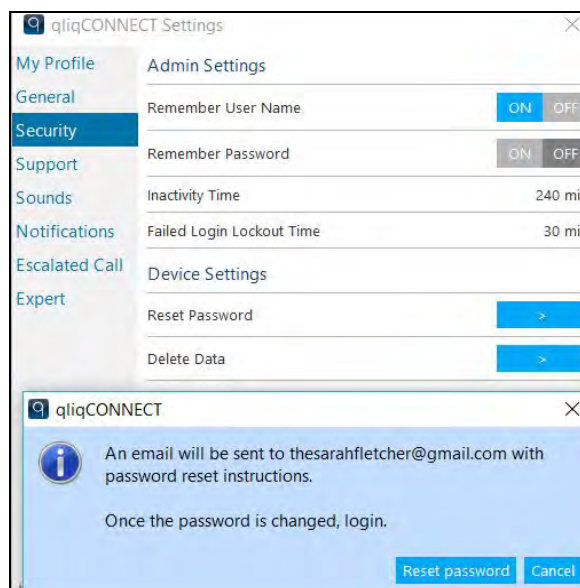 qliqCONNECT Settings
My Profile
General
Security
Support
Sounds
Notifications
Escalated Call
Expert
Admin Settings
Remember User Name ON OFF
Remember Password ON OFF
Inactivity Time 240 mi
Failed Login Lockout Time 30 mi
Device Settings
Reset Password >
Delete Data >
qliqCONNECT
An email will be sent to thesarahfletcher@gmail.com with
password reset instructions.
Once the password is changed, login.
Reset password Cancel